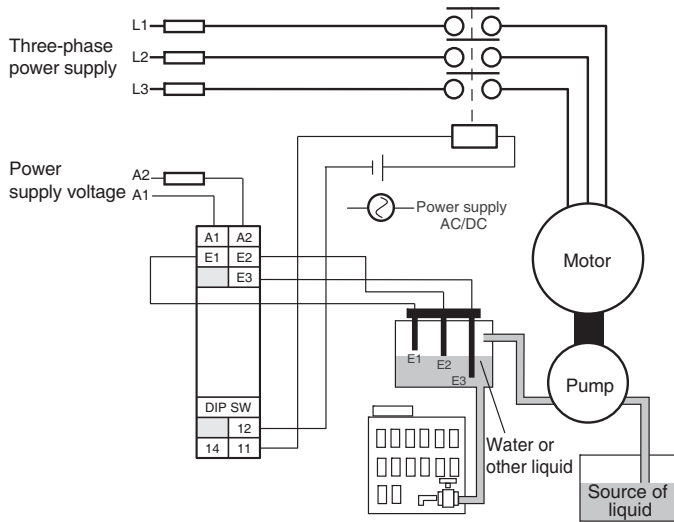 L1
Three-phase
power supply
L2
L3
Power
supply voltage
A2
A1
Power supply
AC/DC
A1 A2
E1 E2
E3
Motor
E1
E2
E3
Pump
DIP SW
12
14 11
Water or
other liquid
Source of
liquid